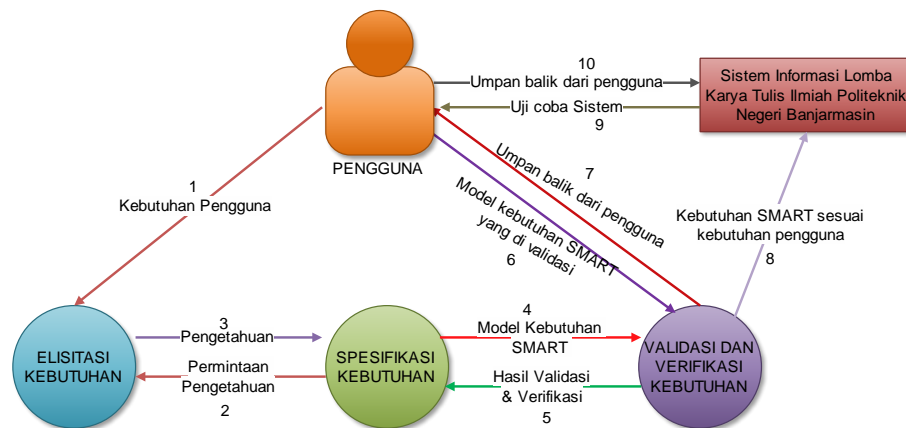 10
Umpan balik dari pengguna
Uji coba Sistem
9
Sistem Informasi Lomba
Karya Tulis Ilmiah Politeknik
Negeri Banjarmasin
PENGGUNA
1
Kebutuhan Pengguna
7
Umpan balik dari pengguna
Model kebutuhan SMART
yang di validasi
6
Kebutuhan SMART sesuai
kebutuhan pengguna
8
ELISITASI
KEBUTUHAN
3
Pengetahuan
Permintaan
Pengetahuan
2
SPESIFIKASI
KEBUTUHAN
4
Model Kebutuhan
SMART
Hasil Validasi
& Verifikasi
5
VALIDASI DAN
VERIFIKASI
KEBUTUHAN